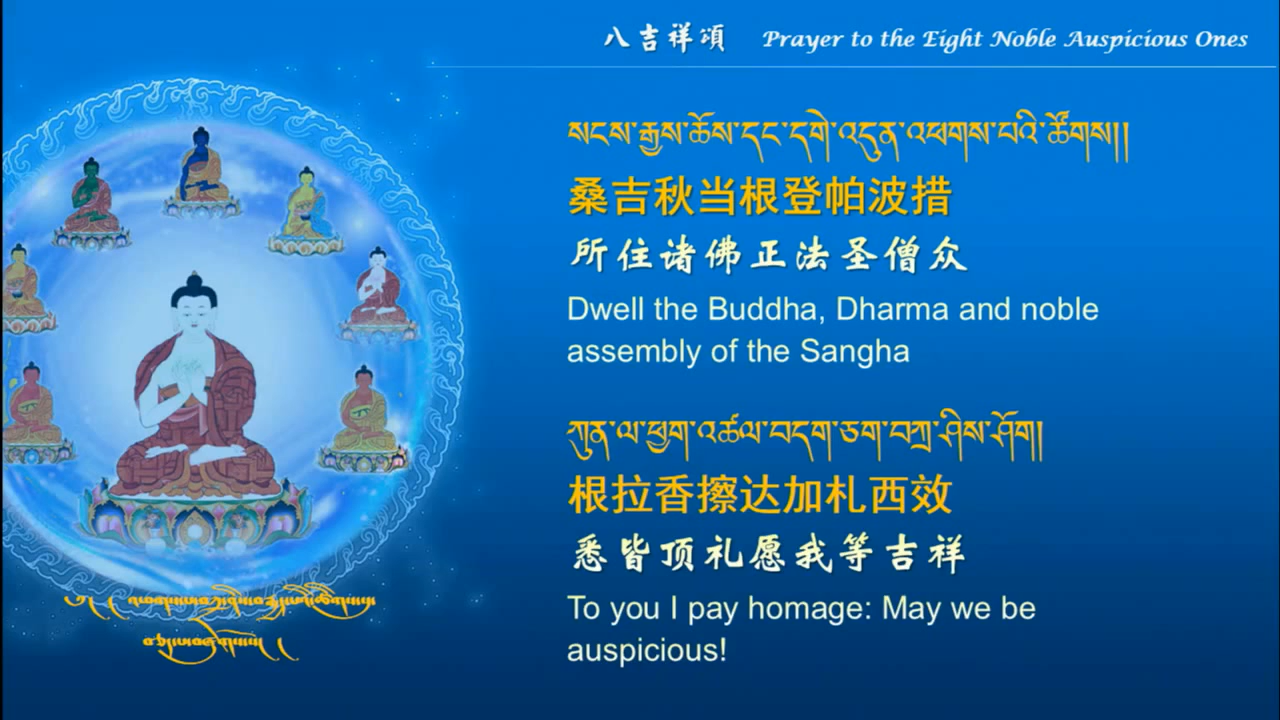 八吉祥頌 Prayer to the Eight Noble Auspicious Ones
སངས་རྒྱས་ཆོས་དང་དགེ་འདུན་འཕགས་པའི་ཚོགས།།
桑吉秋当根登帕波措
所住诸佛正法圣僧众
Dwell the Buddha, Dharma and noble
assembly of the Sangha
ཀུན་ལ་ཕྱག་འཚལ་བདག་ཅག་བཀྲ་ཤིས་ཤོག།
根拉香擦达加札西效
悉皆顶礼愿我等吉祥
To you I pay homage: May we be
auspicious!